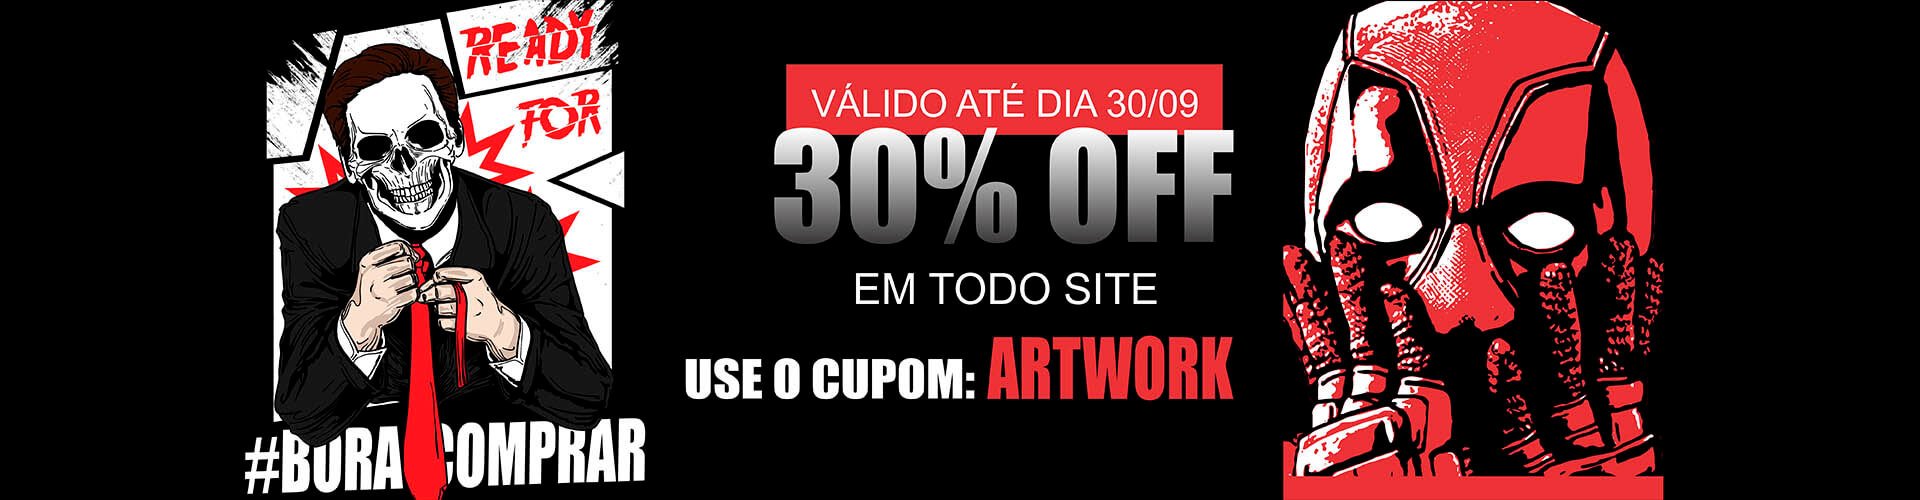 READY
FOR
#BORA COMPRAR
VÁLIDO ATÉ DIA 30/09
30% OFF
EM TODO SITE
USE O CUPOM: ARTWORK